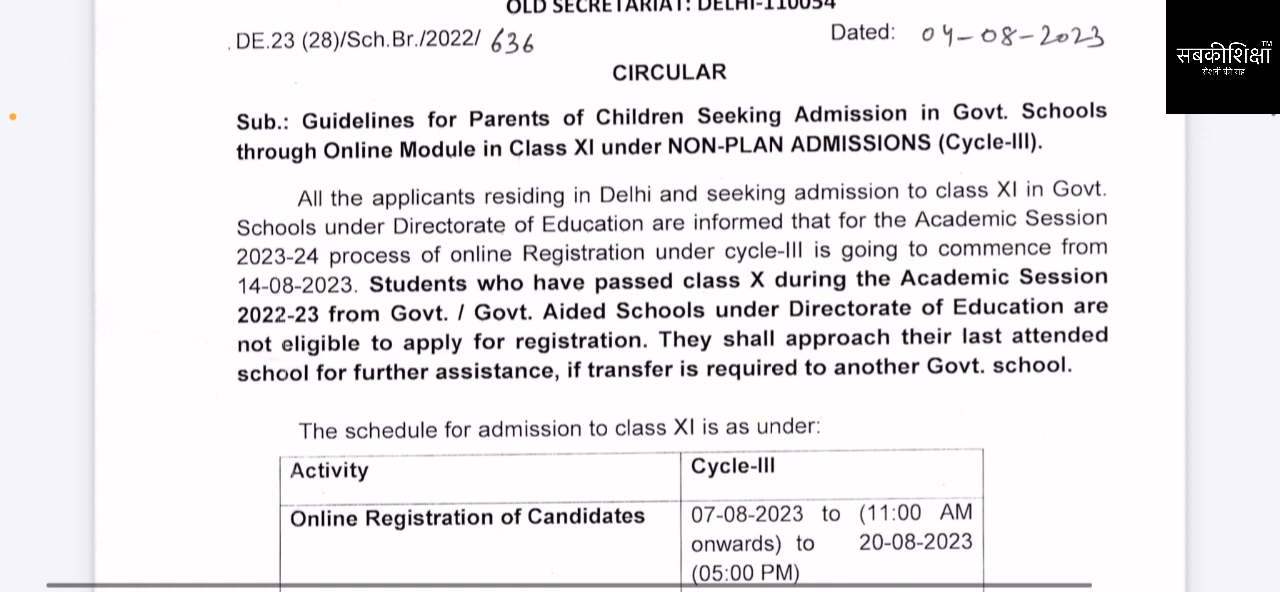 OLD SECRETARIAT: DELHI-110054
.DE.23 (28)/Sch.Br./2022/ 636 Dated: 04-08-2023
CIRCULAR
Sub.: Guidelines for Parents of Children Seeking Admission in Govt. Schools
through Online Module in Class XI under NON-PLAN ADMISSIONS (Cycle-III).
All the applicants residing in Delhi and seeking admission to class XI in Govt.
Schools under Directorate of Education are informed that for the Academic Session
2023-24 process of online Registration under cycle-III is going to commence from
14-08-2023. Students who have passed class X during the Academic Session
2022-23 from Govt. / Govt. Aided Schools under Directorate of Education are
not eligible to apply for registration. They shall approach their last attended
school for further assistance, if transfer is required to another Govt. school.
The schedule for admission to class XI is as under:
Activity Cycle-III
Online Registration of Candidates 07-08-2023 to (11:00 AM
onwards) to 20-08-2023
(05:00 PM)
सबकीशिक्षा TM
रोशनी की राह